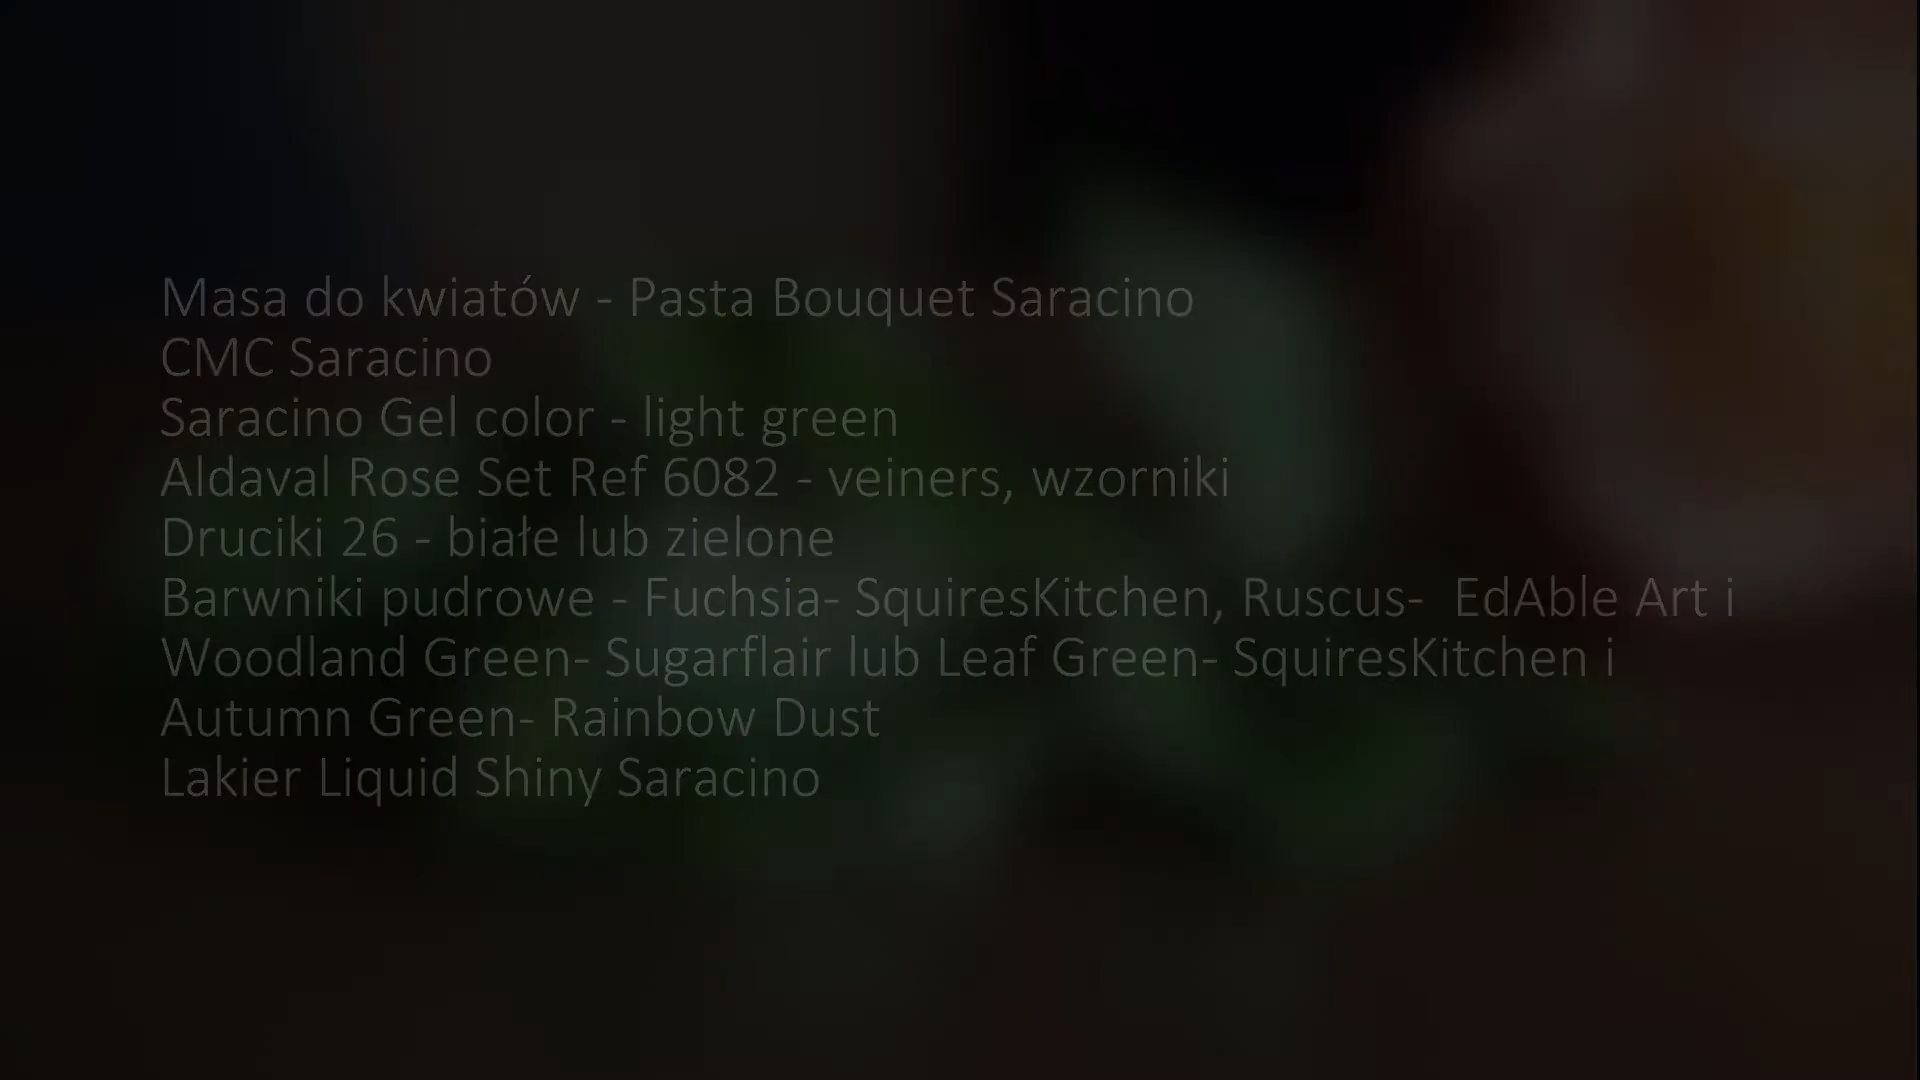 Masa do kwiatów - Pasta Bouquet Saracino
CMC Saracino
Saracino Gel color - light green
Aldaval Rose Set Ref 6082 - veiners, wzorniki
Druciki 26 - białe lub zielone
Barwniki pudrowe - Fuchsia- SquiresKitchen, Ruscus-  EdAble Art i
Woodland Green- Sugarflair lub Leaf Green- SquiresKitchen i
Autumn Green- Rainbow Dust
Lakier Liquid Shiny Saracino